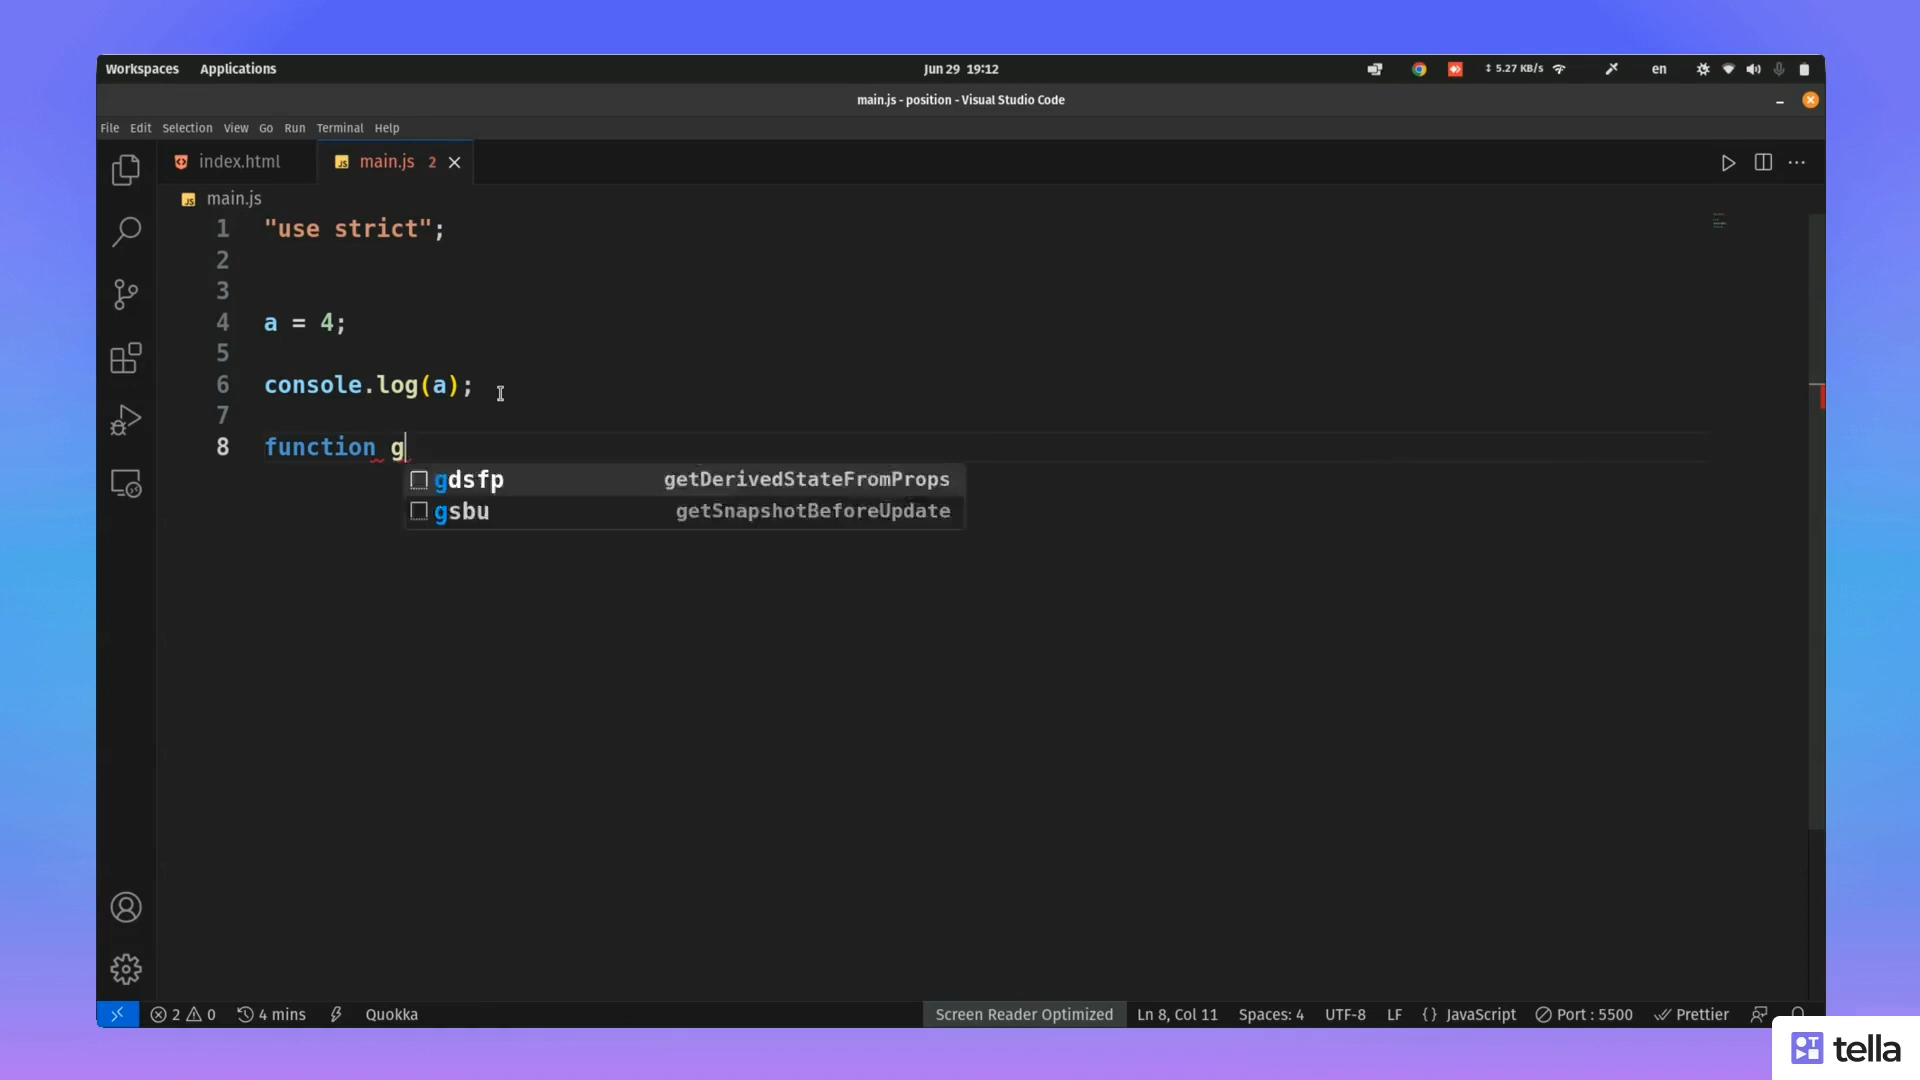 Workspaces Applications Jun 29 19:12 5.27 KB/s en
main.js - position - Visual Studio Code
File Edit Selection View Go Run Terminal Help
index.html main.js 2
JS main.js
1 "use strict";
2
3
4 a = 4;
5
6 console.log(a);
7
8 function g
gdsfp getDerivedStateFromProps
gsbu getSnapshotBeforeUpdate
2 0 4 mins Quokka Screen Reader Optimized Ln 8, Col 11 Spaces: 4 UTF-8 LF {} JavaScript Port : 5500 Prettier
tella